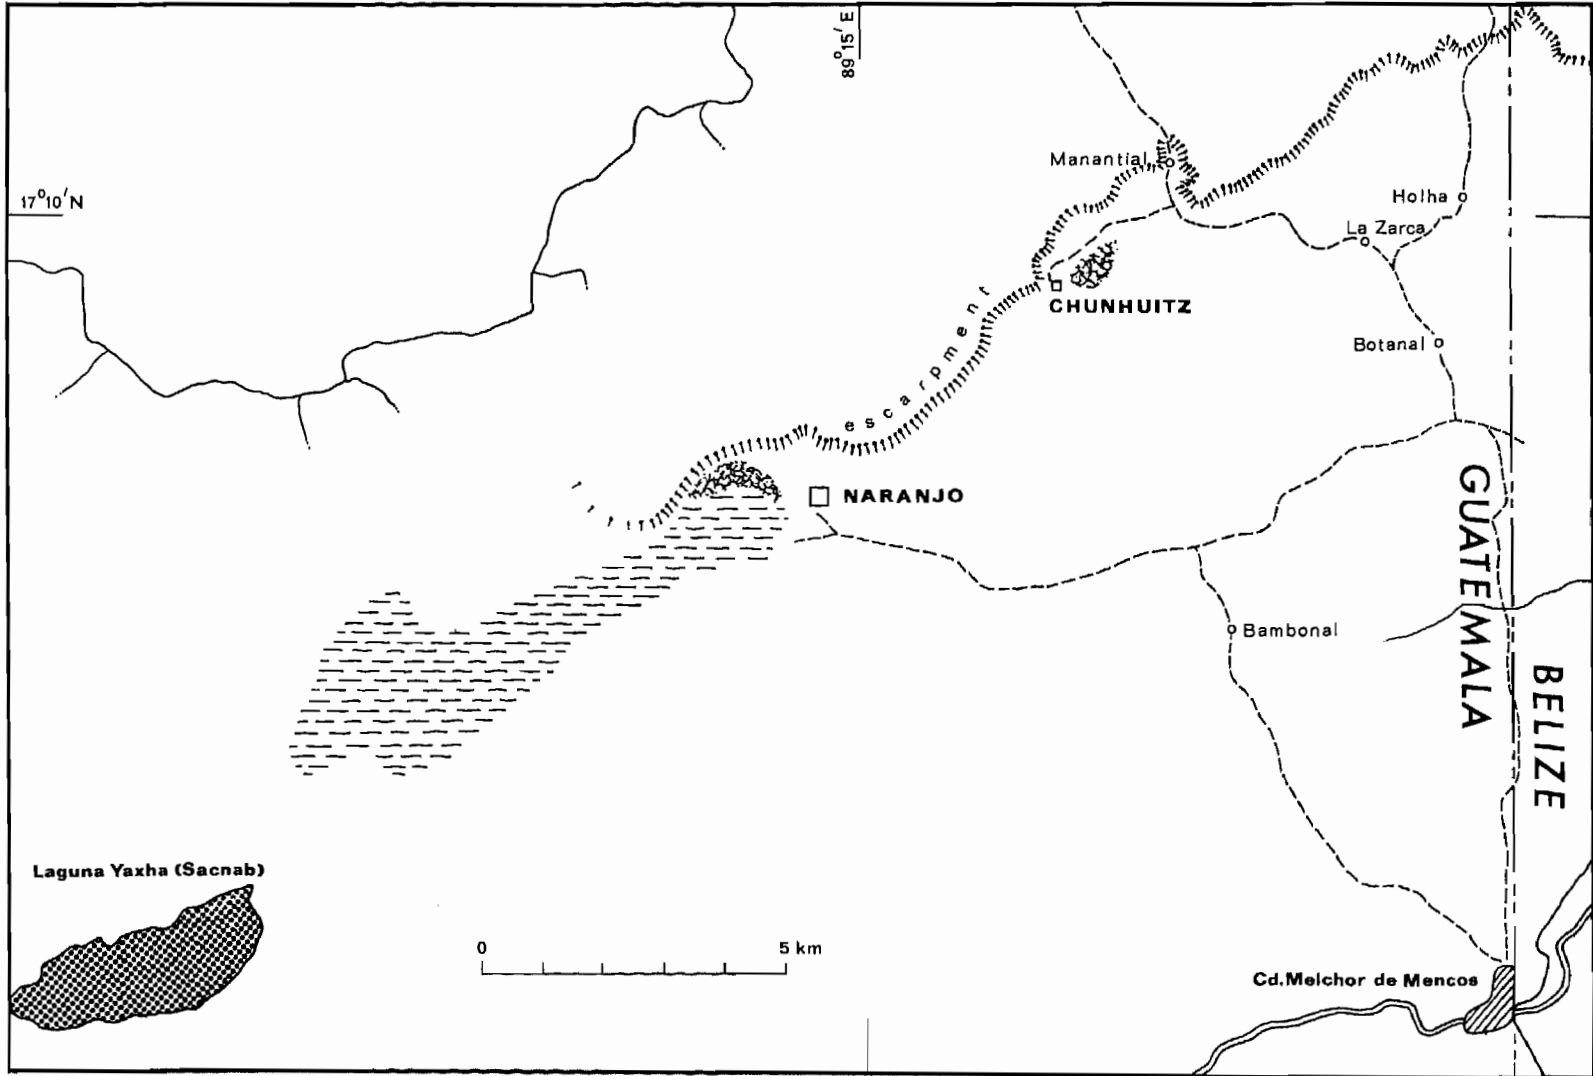 89°15' E
17°10' N
Manantial
Holha
La Zarca
CHUNHUITZ
escarpment
Botanal
NARANJO
GUATEMALA
Bambonal
BELIZE
Laguna Yaxha (Sacnab)
0 5 km
Cd. Melchor de Mencos